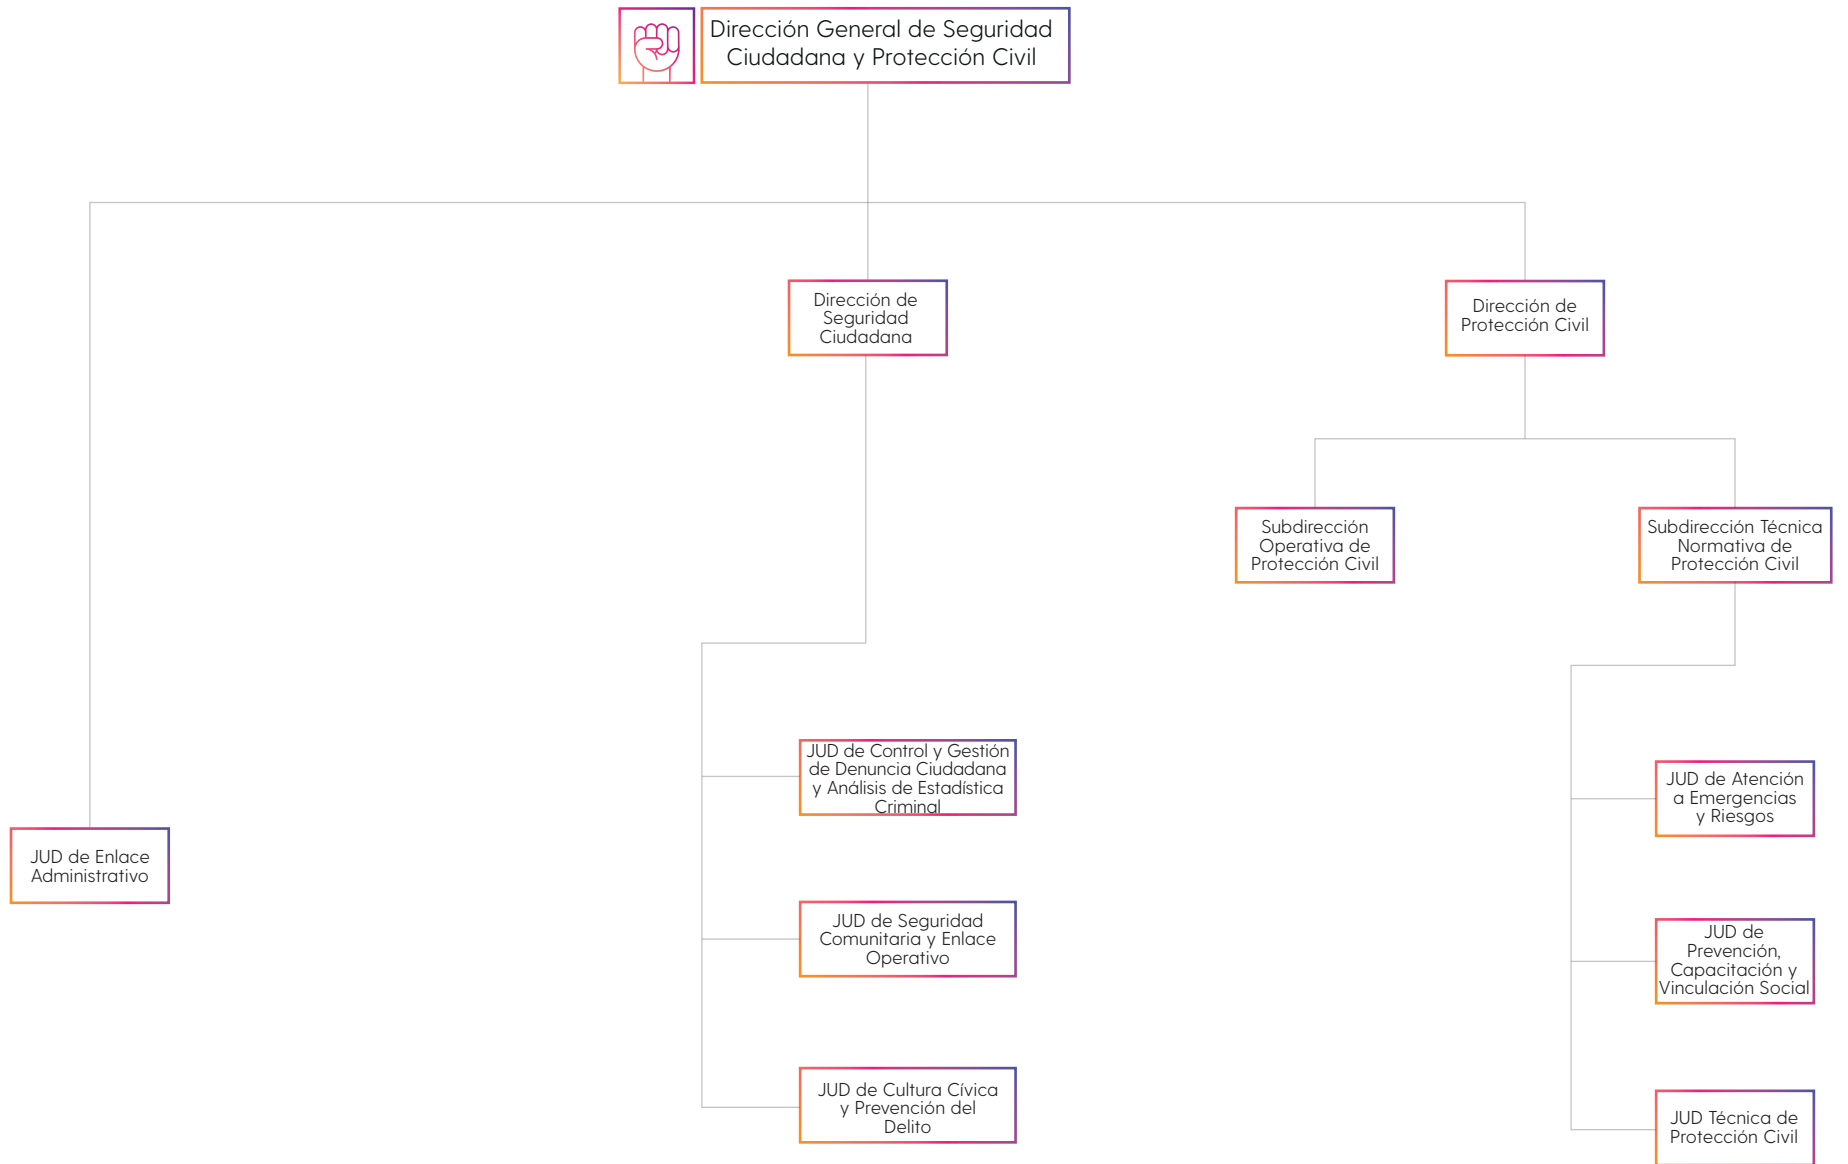 Dirección General de Seguridad
Ciudadana y Protección Civil
Dirección de
Seguridad
Ciudadana
Dirección de
Protección Civil
Subdirección
Operativa de
Protección Civil
Subdirección Técnica
Normativa de
Protección Civil
JUD de Enlace
Administrativo
JUD de Control y Gestión
de Denuncia Ciudadana
y Análisis de Estadística
Criminal
JUD de Seguridad
Comunitaria y Enlace
Operativo
JUD de Cultura Cívica
y Prevención del
Delito
JUD de Atención
a Emergencias
y Riesgos
JUD de
Prevención,
Capacitación y
Vinculación Social
JUD Técnica de
Protección Civil